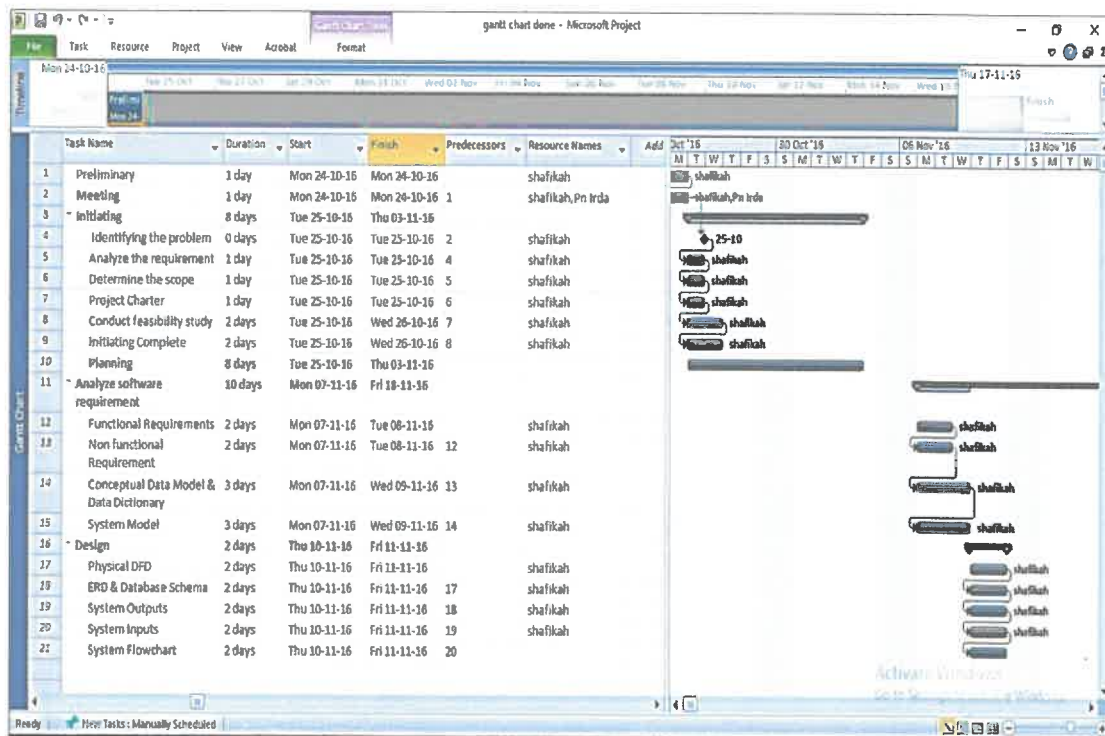 gantt chart done - Microsoft Project
File Task Resource Project View Acrobat Format
Mon 24-10-16
Thu 17-11-16
Finish
Timeline
Task Name Duration Start Finish Predecessors Resource Names Add
Oct '16 30 Oct '16 06 Nov '16 13 Nov '16
M T W T F S S M T W T F S S M T W T F S S M T W
1 Preliminary 1 day Mon 24-10-16 Mon 24-10-16 shafikah
2 Meeting 1 day Mon 24-10-16 Mon 24-10-16 1 shafikah,Pn Irda
3 Initiating 8 days Tue 25-10-16 Thu 03-11-16
4 Identifying the problem 0 days Tue 25-10-16 Tue 25-10-16 2 shafikah
5 Analyze the requirement 1 day Tue 25-10-16 Tue 25-10-16 4 shafikah
6 Determine the scope 1 day Tue 25-10-16 Tue 25-10-16 5 shafikah
7 Project Charter 1 day Tue 25-10-16 Tue 25-10-16 6 shafikah
8 Conduct feasibility study 2 days Tue 25-10-16 Wed 26-10-16 7 shafikah
9 Initiating Complete 2 days Tue 25-10-16 Wed 26-10-16 8 shafikah
10 Planning 8 days Tue 25-10-16 Thu 03-11-16
11 Analyze software 10 days Mon 07-11-16 Fri 18-11-16
requirement
12 Functional Requirements 2 days Mon 07-11-16 Tue 08-11-16 shafikah
13 Non functional 2 days Mon 07-11-16 Tue 08-11-16 12 shafikah
Requirement
14 Conceptual Data Model & 3 days Mon 07-11-16 Wed 09-11-16 13 shafikah
Data Dictionary
15 System Model 3 days Mon 07-11-16 Wed 09-11-16 14 shafikah
16 Design 2 days Thu 10-11-16 Fri 11-11-16
17 Physical DFD 2 days Thu 10-11-16 Fri 11-11-16 shafikah
18 ERD & Database Schema 2 days Thu 10-11-16 Fri 11-11-16 17 shafikah
19 System Outputs 2 days Thu 10-11-16 Fri 11-11-16 18 shafikah
20 System Inputs 2 days Thu 10-11-16 Fri 11-11-16 19 shafikah
21 System Flowchart 2 days Thu 10-11-16 Fri 11-11-16 20
Gantt Chart
shafikah
shafikah,Pn Irda
25-10
shafikah
shafikah
shafikah
shafikah
shafikah
shafikah
shafikah
shafikah
shafikah
shafikah
shafikah
shafikah
shafikah
Activate Windows
Ready New Tasks : Manually Scheduled